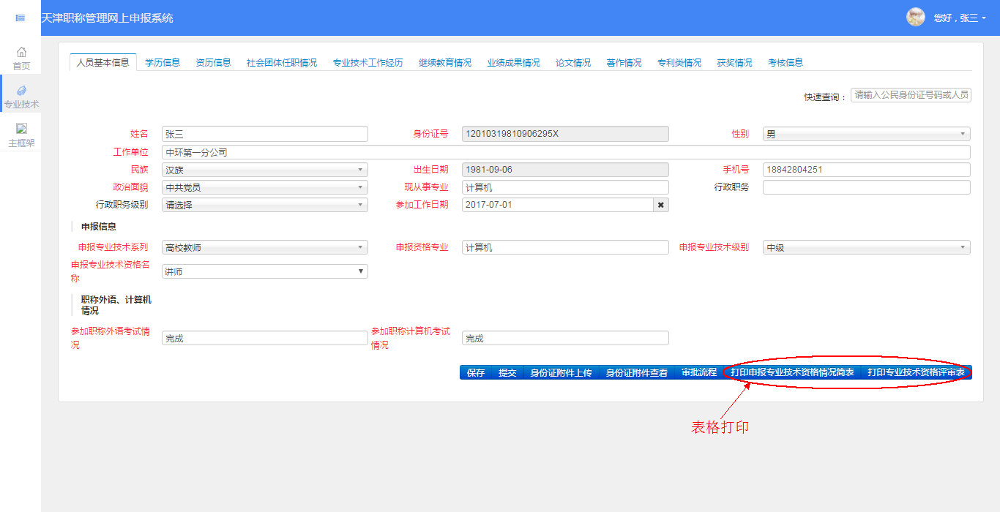 天津职称管理网上申报系统
您好，张三
首页
专业技术
主框架
人员基本信息 学历信息 资历信息 社会团体任职情况 专业技术工作经历 继续教育情况 业绩成果情况 论文情况 著作情况 专利类情况 获奖情况 考核信息
快速查询： 请输入公民身份证号码或人员
姓名 张三 身份证号 12010319810906295X 性别 男
工作单位 中环第一分公司
民族 汉族 出生日期 1981-09-06 手机号 18842804251
政治面貌 中共党员 现从事专业 计算机 行政职务
行政职务级别 请选择 参加工作日期 2017-07-01
申报信息
申报专业技术系列 高校教师 申报资格专业 计算机 申报专业技术级别 中级
申报专业技术资格名
称 讲师
职称外语、计算机
情况
参加职称外语考试情
况 完成
参加职称计算机考试
情况 完成
保存 提交 身份证附件上传 身份证附件查看 审批流程 打印申报专业技术资格情况简表 打印专业技术资格评审表
表格打印